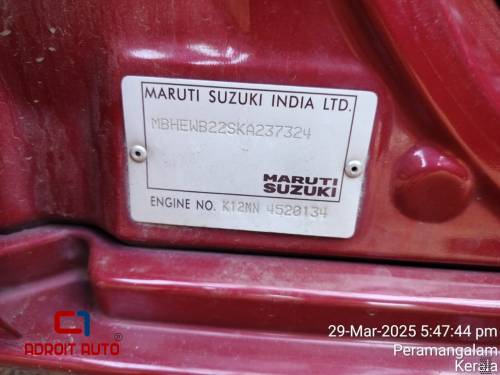 MARUTI SUZUKI INDIA LTD.
MBHEWB22SKA237324
MARUTI
SUZUKI
ENGINE NO. K12MN 4520134
ADROIT AUTO
29-Mar-2025 5:47:44 pm
Peramangalam
Kerala